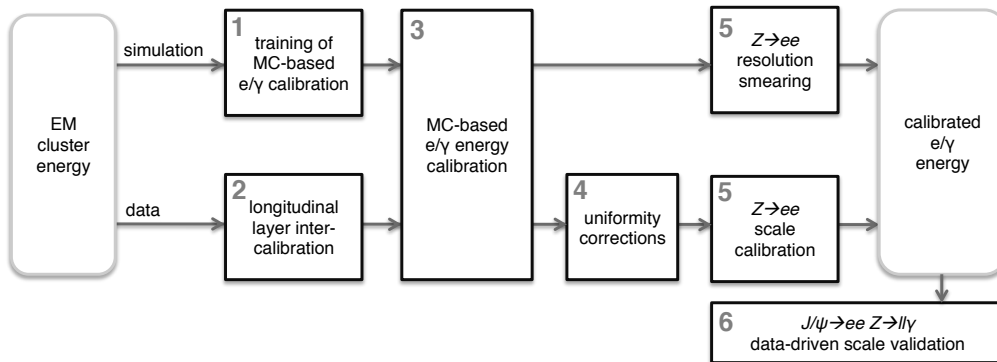 EM
cluster
energy
simulation
data
1
training of
MC-based
e/γ calibration
2
longitudinal
layer inter-
calibration
3
MC-based
e/γ energy
calibration
4
uniformity
corrections
5
Z→ee
resolution
smearing
5
Z→ee
scale
calibration
calibrated
e/γ
energy
6
J/ψ→ee Z→llγ
data-driven scale validation